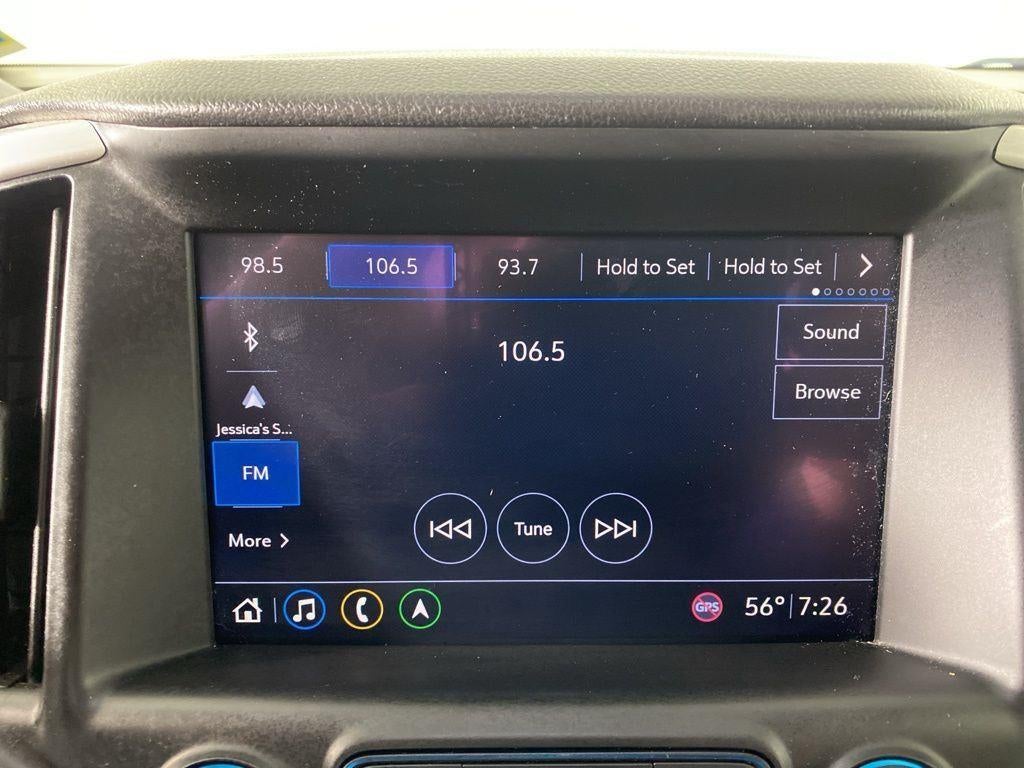 98.5 106.5 93.7 Hold to Set Hold to Set
106.5
Sound
Browse
Jessica's S...
FM
More
Tune
GPS 56° 7:26